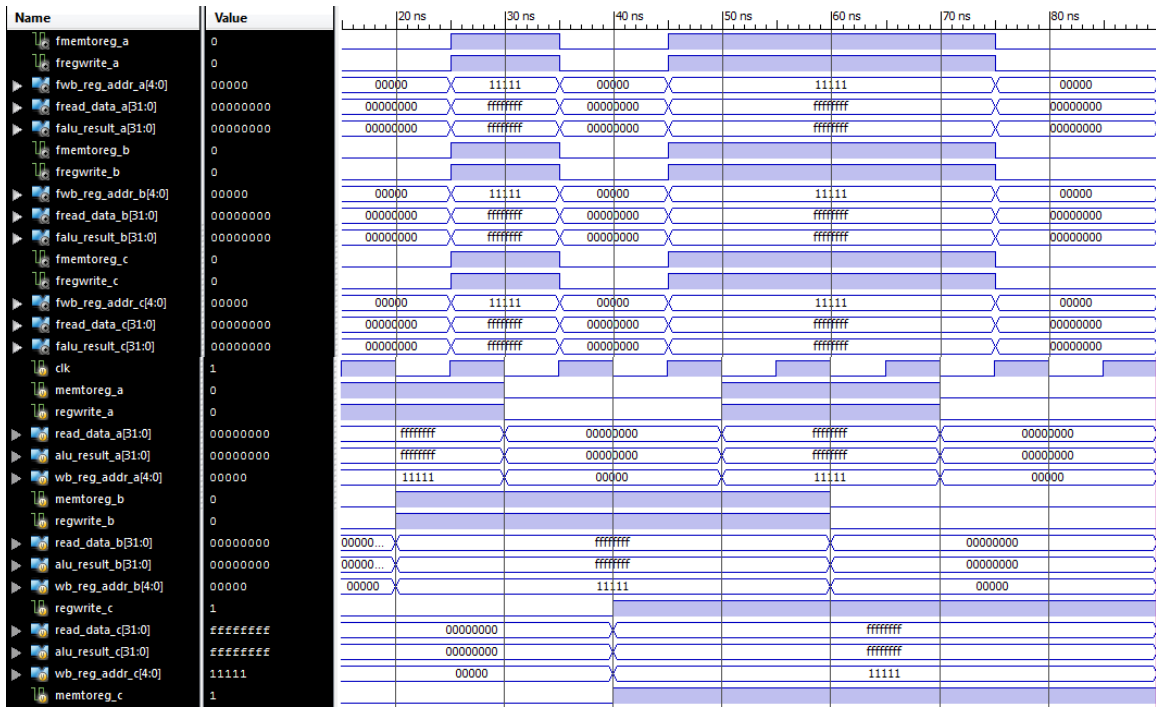 Name Value 20 ns 30 ns 40 ns 50 ns 60 ns 70 ns 80 ns
fmemtoreg_a 0
fregwrite_a 0
fwb_reg_addr_a[4:0] 00000 00000 11111 00000 11111 00000
fread_data_a[31:0] 00000000 00000000 ffffffff 00000000 ffffffff 00000000
falu_result_a[31:0] 00000000 00000000 ffffffff 00000000 ffffffff 00000000
fmemtoreg_b 0
fregwrite_b 0
fwb_reg_addr_b[4:0] 00000 00000 11111 00000 11111 00000
fread_data_b[31:0] 00000000 00000000 ffffffff 00000000 ffffffff 00000000
falu_result_b[31:0] 00000000 00000000 ffffffff 00000000 ffffffff 00000000
fmemtoreg_c 0
fregwrite_c 0
fwb_reg_addr_c[4:0] 00000 00000 11111 00000 11111 00000
fread_data_c[31:0] 00000000 00000000 ffffffff 00000000 ffffffff 00000000
falu_result_c[31:0] 00000000 00000000 ffffffff 00000000 ffffffff 00000000
clk 1
memtoreg_a 0
regwrite_a 0
read_data_a[31:0] 00000000 ffffffff 00000000 ffffffff 00000000
alu_result_a[31:0] 00000000 ffffffff 00000000 ffffffff 00000000
wb_reg_addr_a[4:0] 00000 11111 00000 11111 00000
memtoreg_b 0
regwrite_b 0
read_data_b[31:0] 00000000 00000... ffffffff 00000000
alu_result_b[31:0] 00000000 00000... ffffffff 00000000
wb_reg_addr_b[4:0] 00000 00000 11111 00000
regwrite_c 1
read_data_c[31:0] ffffffff 00000000 ffffffff
alu_result_c[31:0] ffffffff 00000000 ffffffff
wb_reg_addr_c[4:0] 11111 00000 11111
memtoreg_c 1